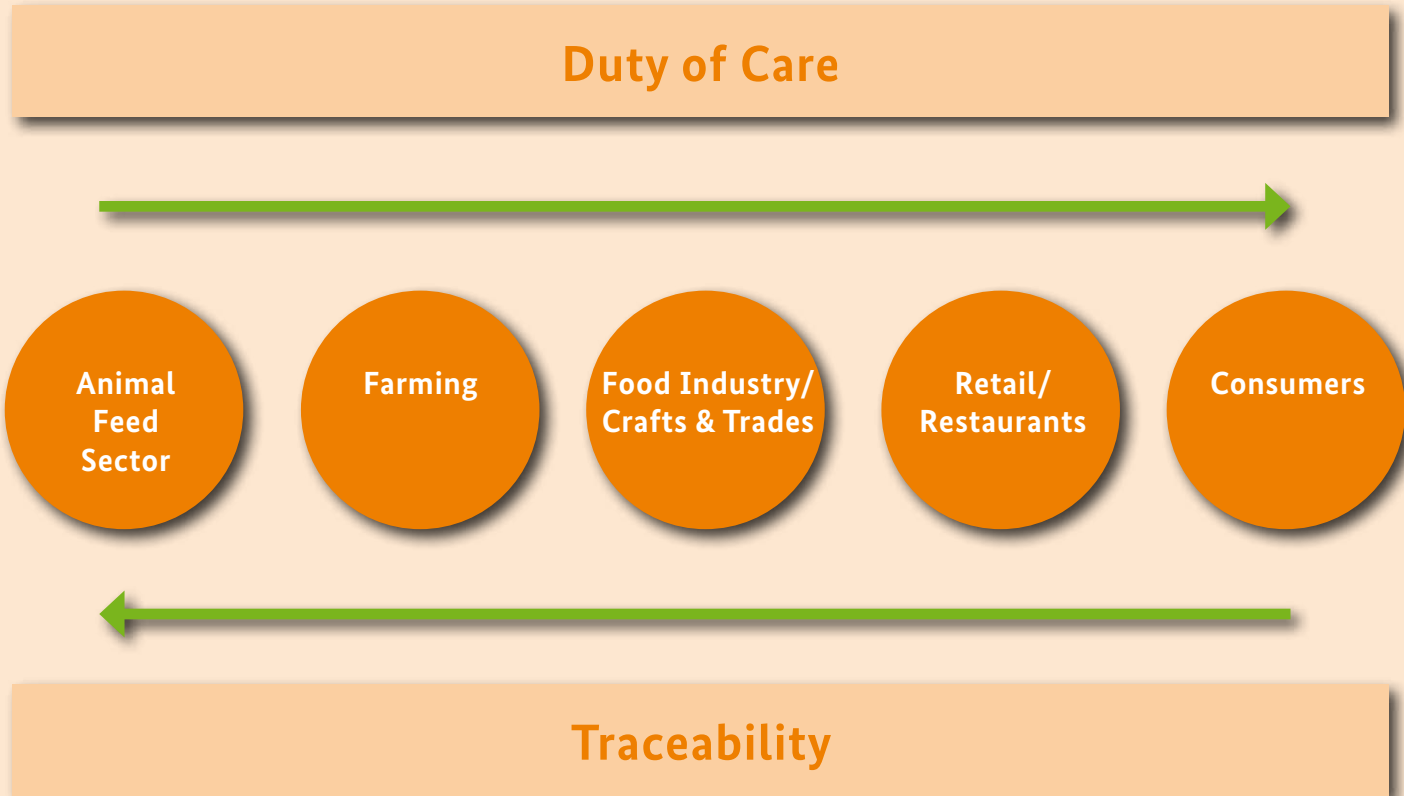 Duty of Care
Animal
Feed
Sector
Farming
Food Industry/
Crafts & Trades
Retail/
Restaurants
Consumers
Traceability